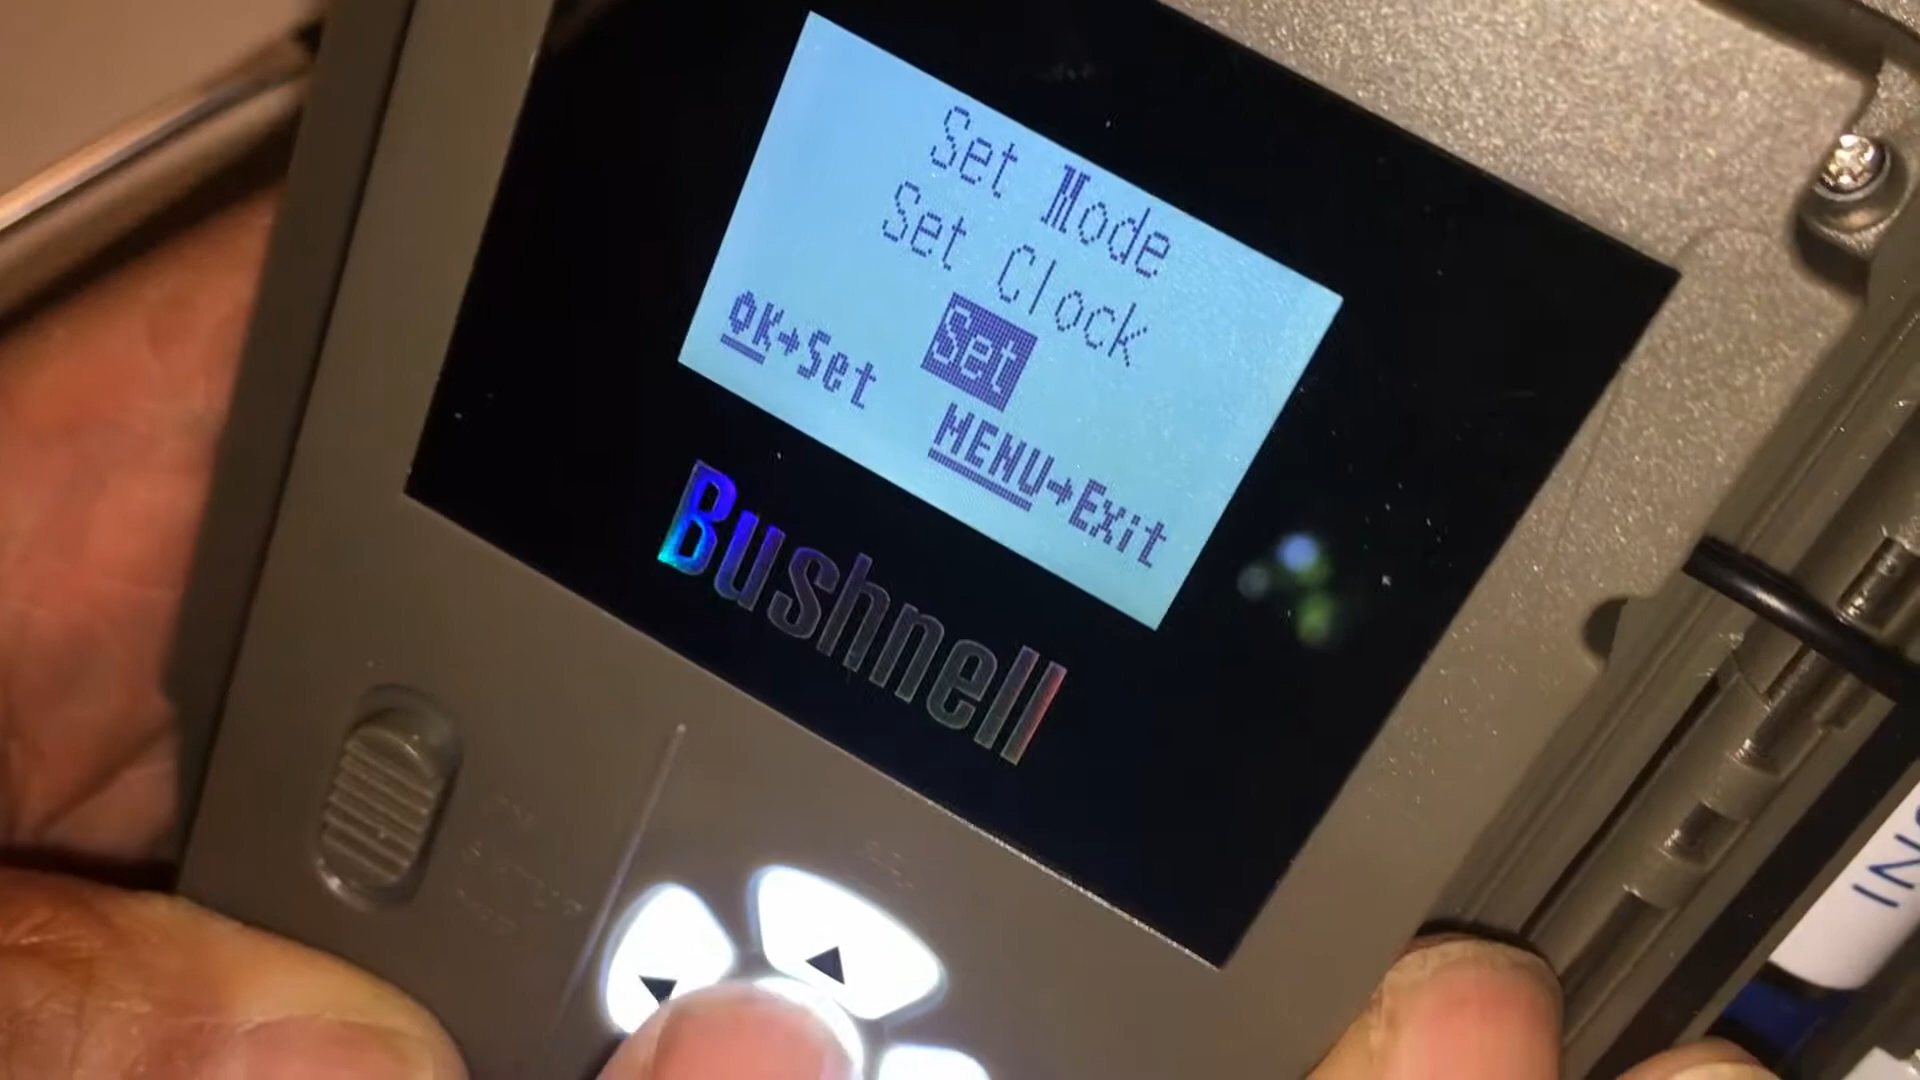 Set Mode
Set Clock
Set
OK→Set MENU→Exit
Bushnell